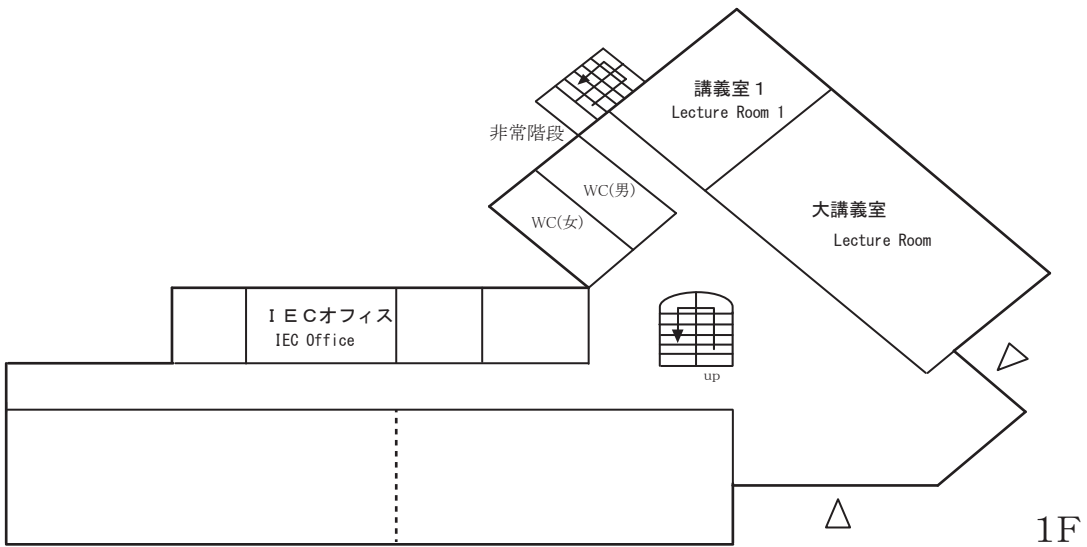 講義室１
Lecture Room 1
非常階段
WC(男)
WC(女)
大講義室
Lecture Room
ＩＥＣオフィス
IEC Office
up
1F